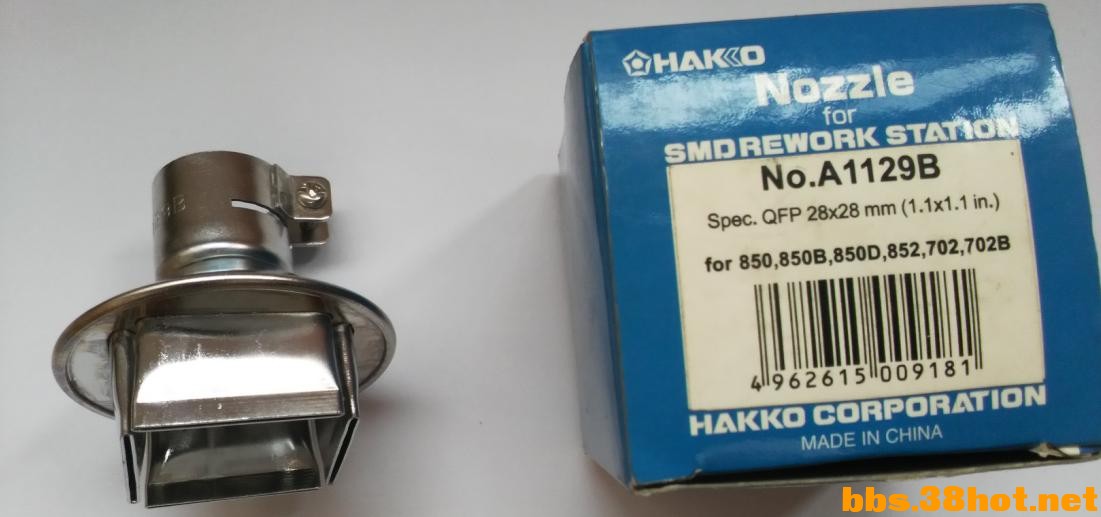 HAKKO
Nozzle
for
SMD REWORK STATION
No.A1129B
Spec. QFP 28x28 mm (1.1x1.1 in.)
for 850,850B,850D,852,702,702B
4 962615 009181
HAKKO CORPORATION
MADE IN CHINA
bbs.38hot.net